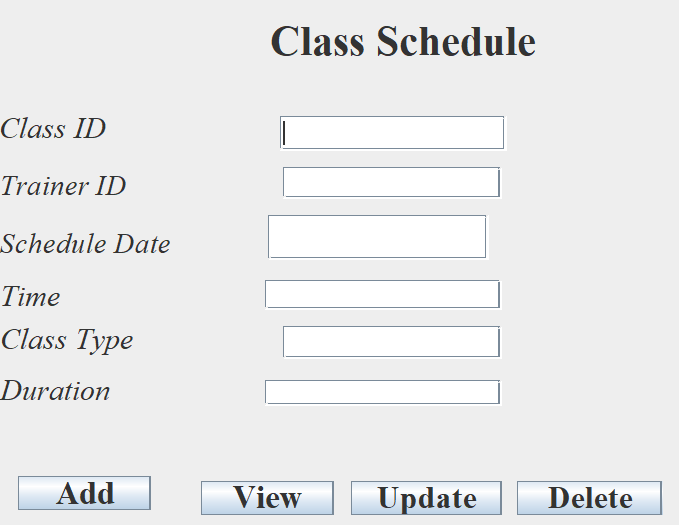 Class Schedule
Class ID
Trainer ID
Schedule Date
Time
Class Type
Duration
Add View Update Delete